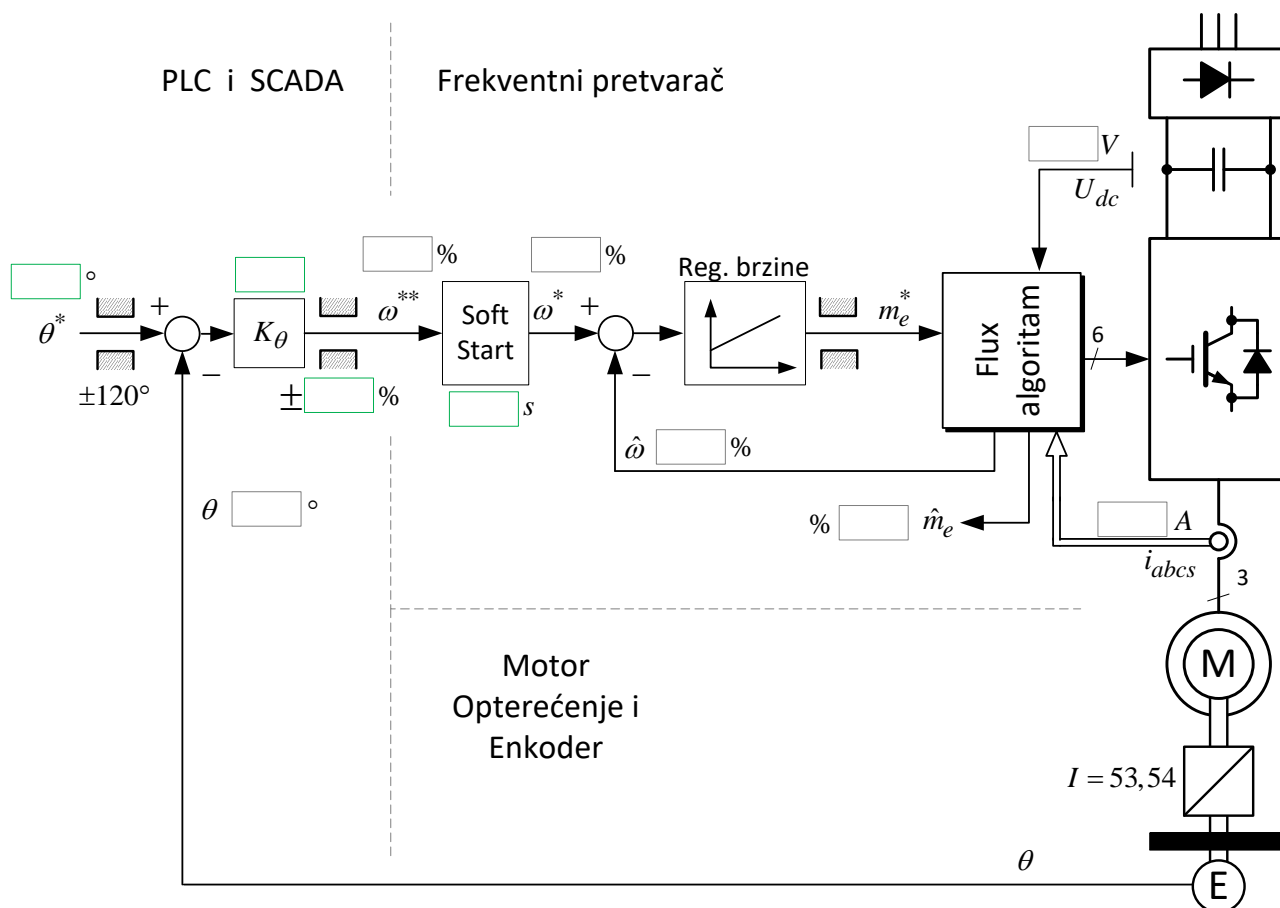 PLC i SCADA
Frekventni pretvarač
V
U_dc
%
%
°
Reg. brzine
θ*
+
−
K_θ
ω**
Soft
Start
ω*
+
−
m_e*
Flux
algoritam
6
±120°
± %
s
ω̂ %
θ °
% m̂_e
A
i_abcs
3
M
Motor
Opterećenje i
Enkoder
I = 53,54
θ
E